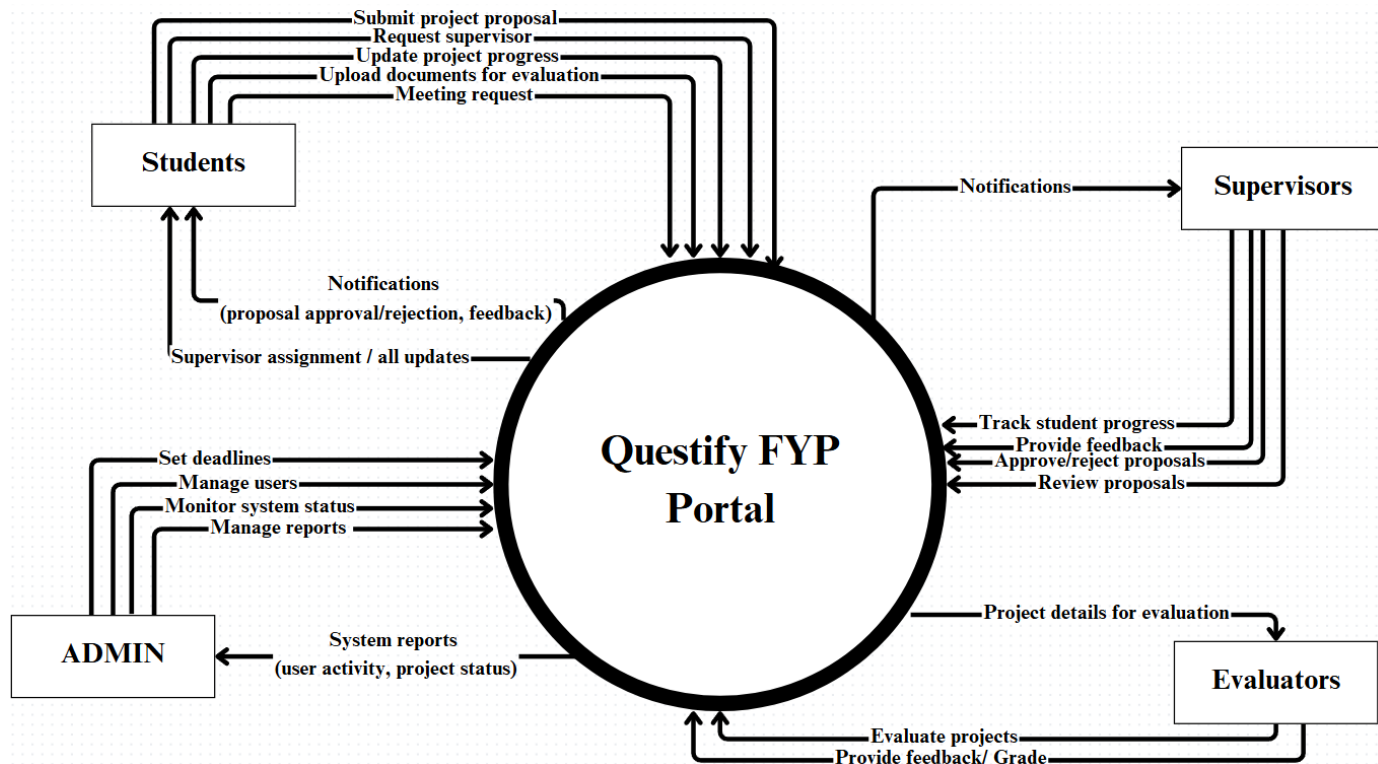 Submit project proposal
Request supervisor
Update project progress
Upload documents for evaluation
Meeting request
Students
Notifications
Supervisors
Notifications
(proposal approval/rejection, feedback)
Supervisor assignment / all updates
Track student progress
Provide feedback
Approve/reject proposals
Review proposals
Questify FYP
Portal
Set deadlines
Manage users
Monitor system status
Manage reports
ADMIN
System reports
(user activity, project status)
Project details for evaluation
Evaluators
Evaluate projects
Provide feedback/ Grade